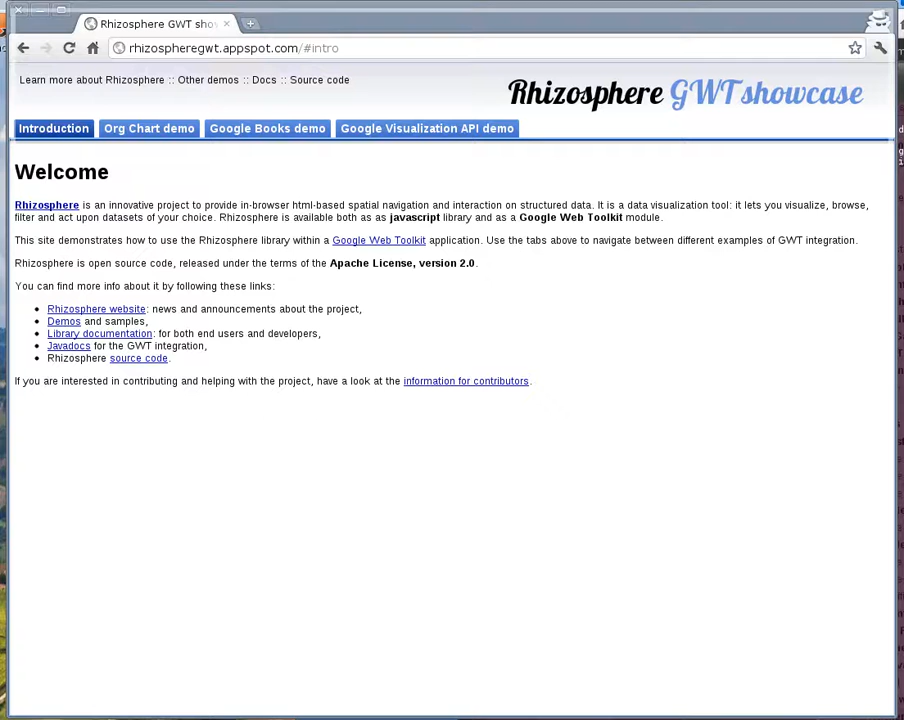 Rhizosphere GWT show
rhizospheregwt.appspot.com/#intro
Learn more about Rhizosphere :: Other demos :: Docs :: Source code
Rhizosphere GWT showcase
Introduction
Org Chart demo
Google Books demo
Google Visualization API demo
Welcome
Rhizosphere is an innovative project to provide in-browser html-based spatial navigation and interaction on structured data. It is a data visualization tool: it lets you visualize, browse,
filter and act upon datasets of your choice. Rhizosphere is available both as as javascript library and as a Google Web Toolkit module.
This site demonstrates how to use the Rhizosphere library within a Google Web Toolkit application. Use the tabs above to navigate between different examples of GWT integration.
Rhizosphere is open source code, released under the terms of the Apache License, version 2.0.
You can find more info about it by following these links:
Rhizosphere website: news and announcements about the project,
Demos and samples,
Library documentation: for both end users and developers,
Javadocs for the GWT integration,
Rhizosphere source code.
If you are interested in contributing and helping with the project, have a look at the information for contributors.